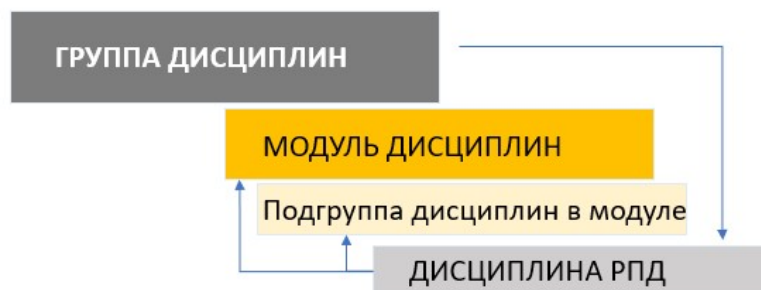 ГРУППА ДИСЦИПЛИН
МОДУЛЬ ДИСЦИПЛИН
Подгруппа дисциплин в модуле
ДИСЦИПЛИНА РПД